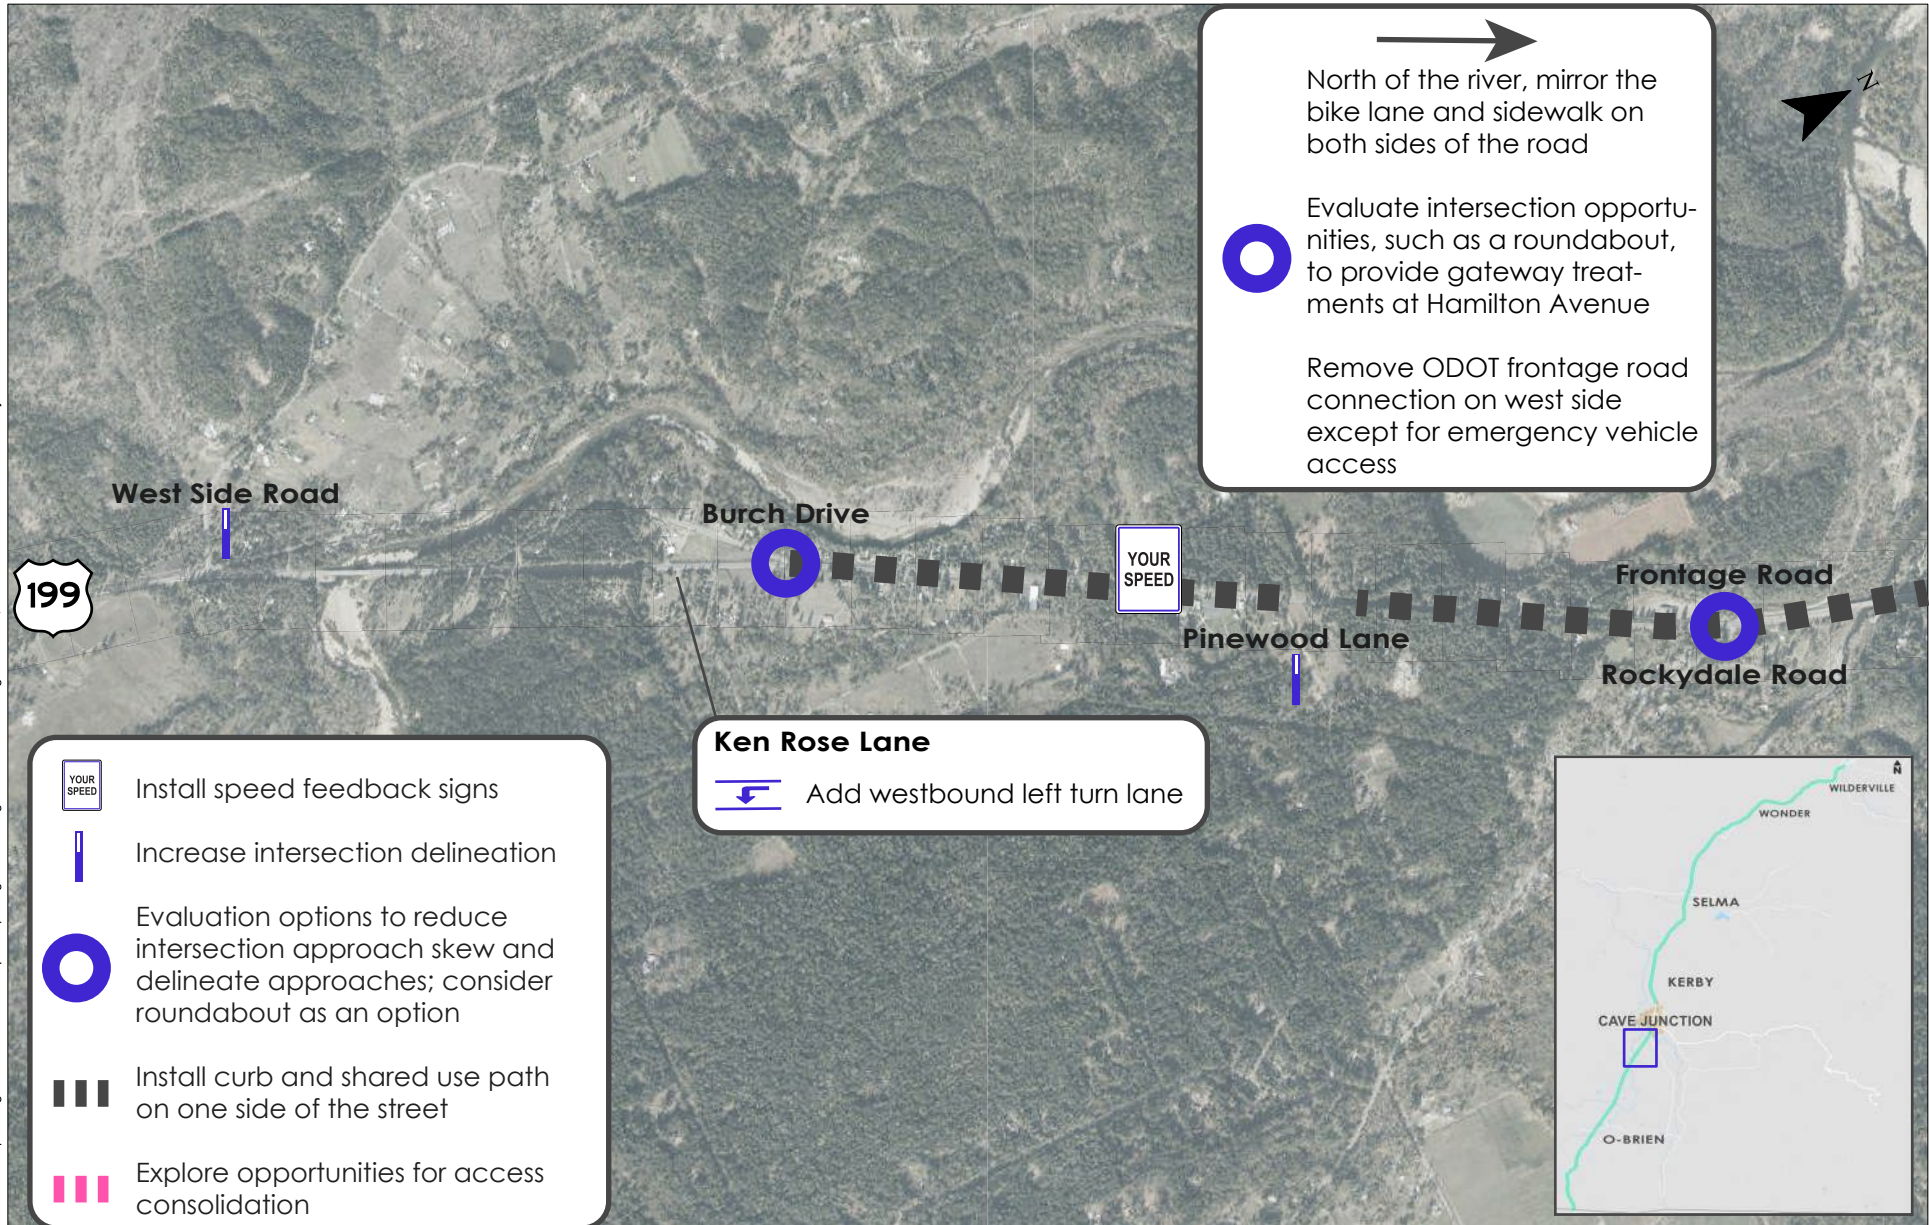 North of the river, mirror the
bike lane and sidewalk on
both sides of the road
Evaluate intersection opportu-
nities, such as a roundabout,
to provide gateway treat-
ments at Hamilton Avenue
Remove ODOT frontage road
connection on west side
except for emergency vehicle
access
N
West Side Road
199
Burch Drive
YOUR
SPEED
Pinewood Lane
Frontage Road
Rockydale Road
Ken Rose Lane
Add westbound left turn lane
YOUR
SPEED
Install speed feedback signs
Increase intersection delineation
Evaluation options to reduce
intersection approach skew and
delineate approaches; consider
roundabout as an option
Install curb and shared use path
on one side of the street
Explore opportunities for access
consolidation
N
WILDERVILLE
WONDER
SELMA
KERBY
CAVE JUNCTION
O-BRIEN